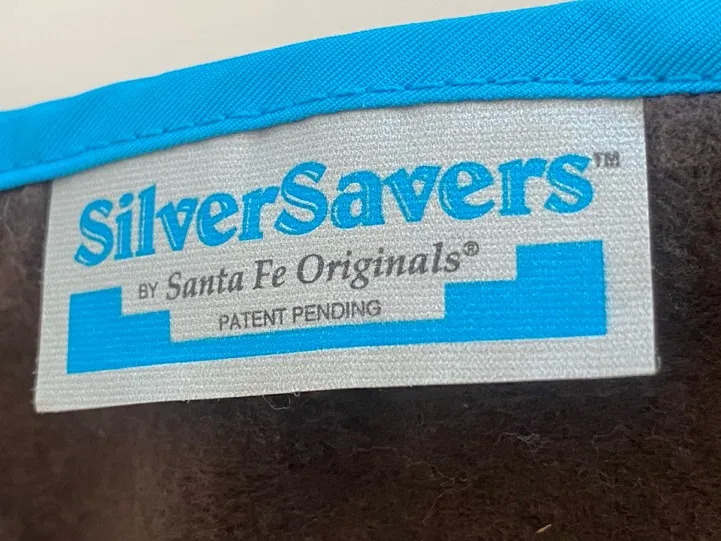 SilverSavers™
BY Santa Fe Originals®
PATENT PENDING